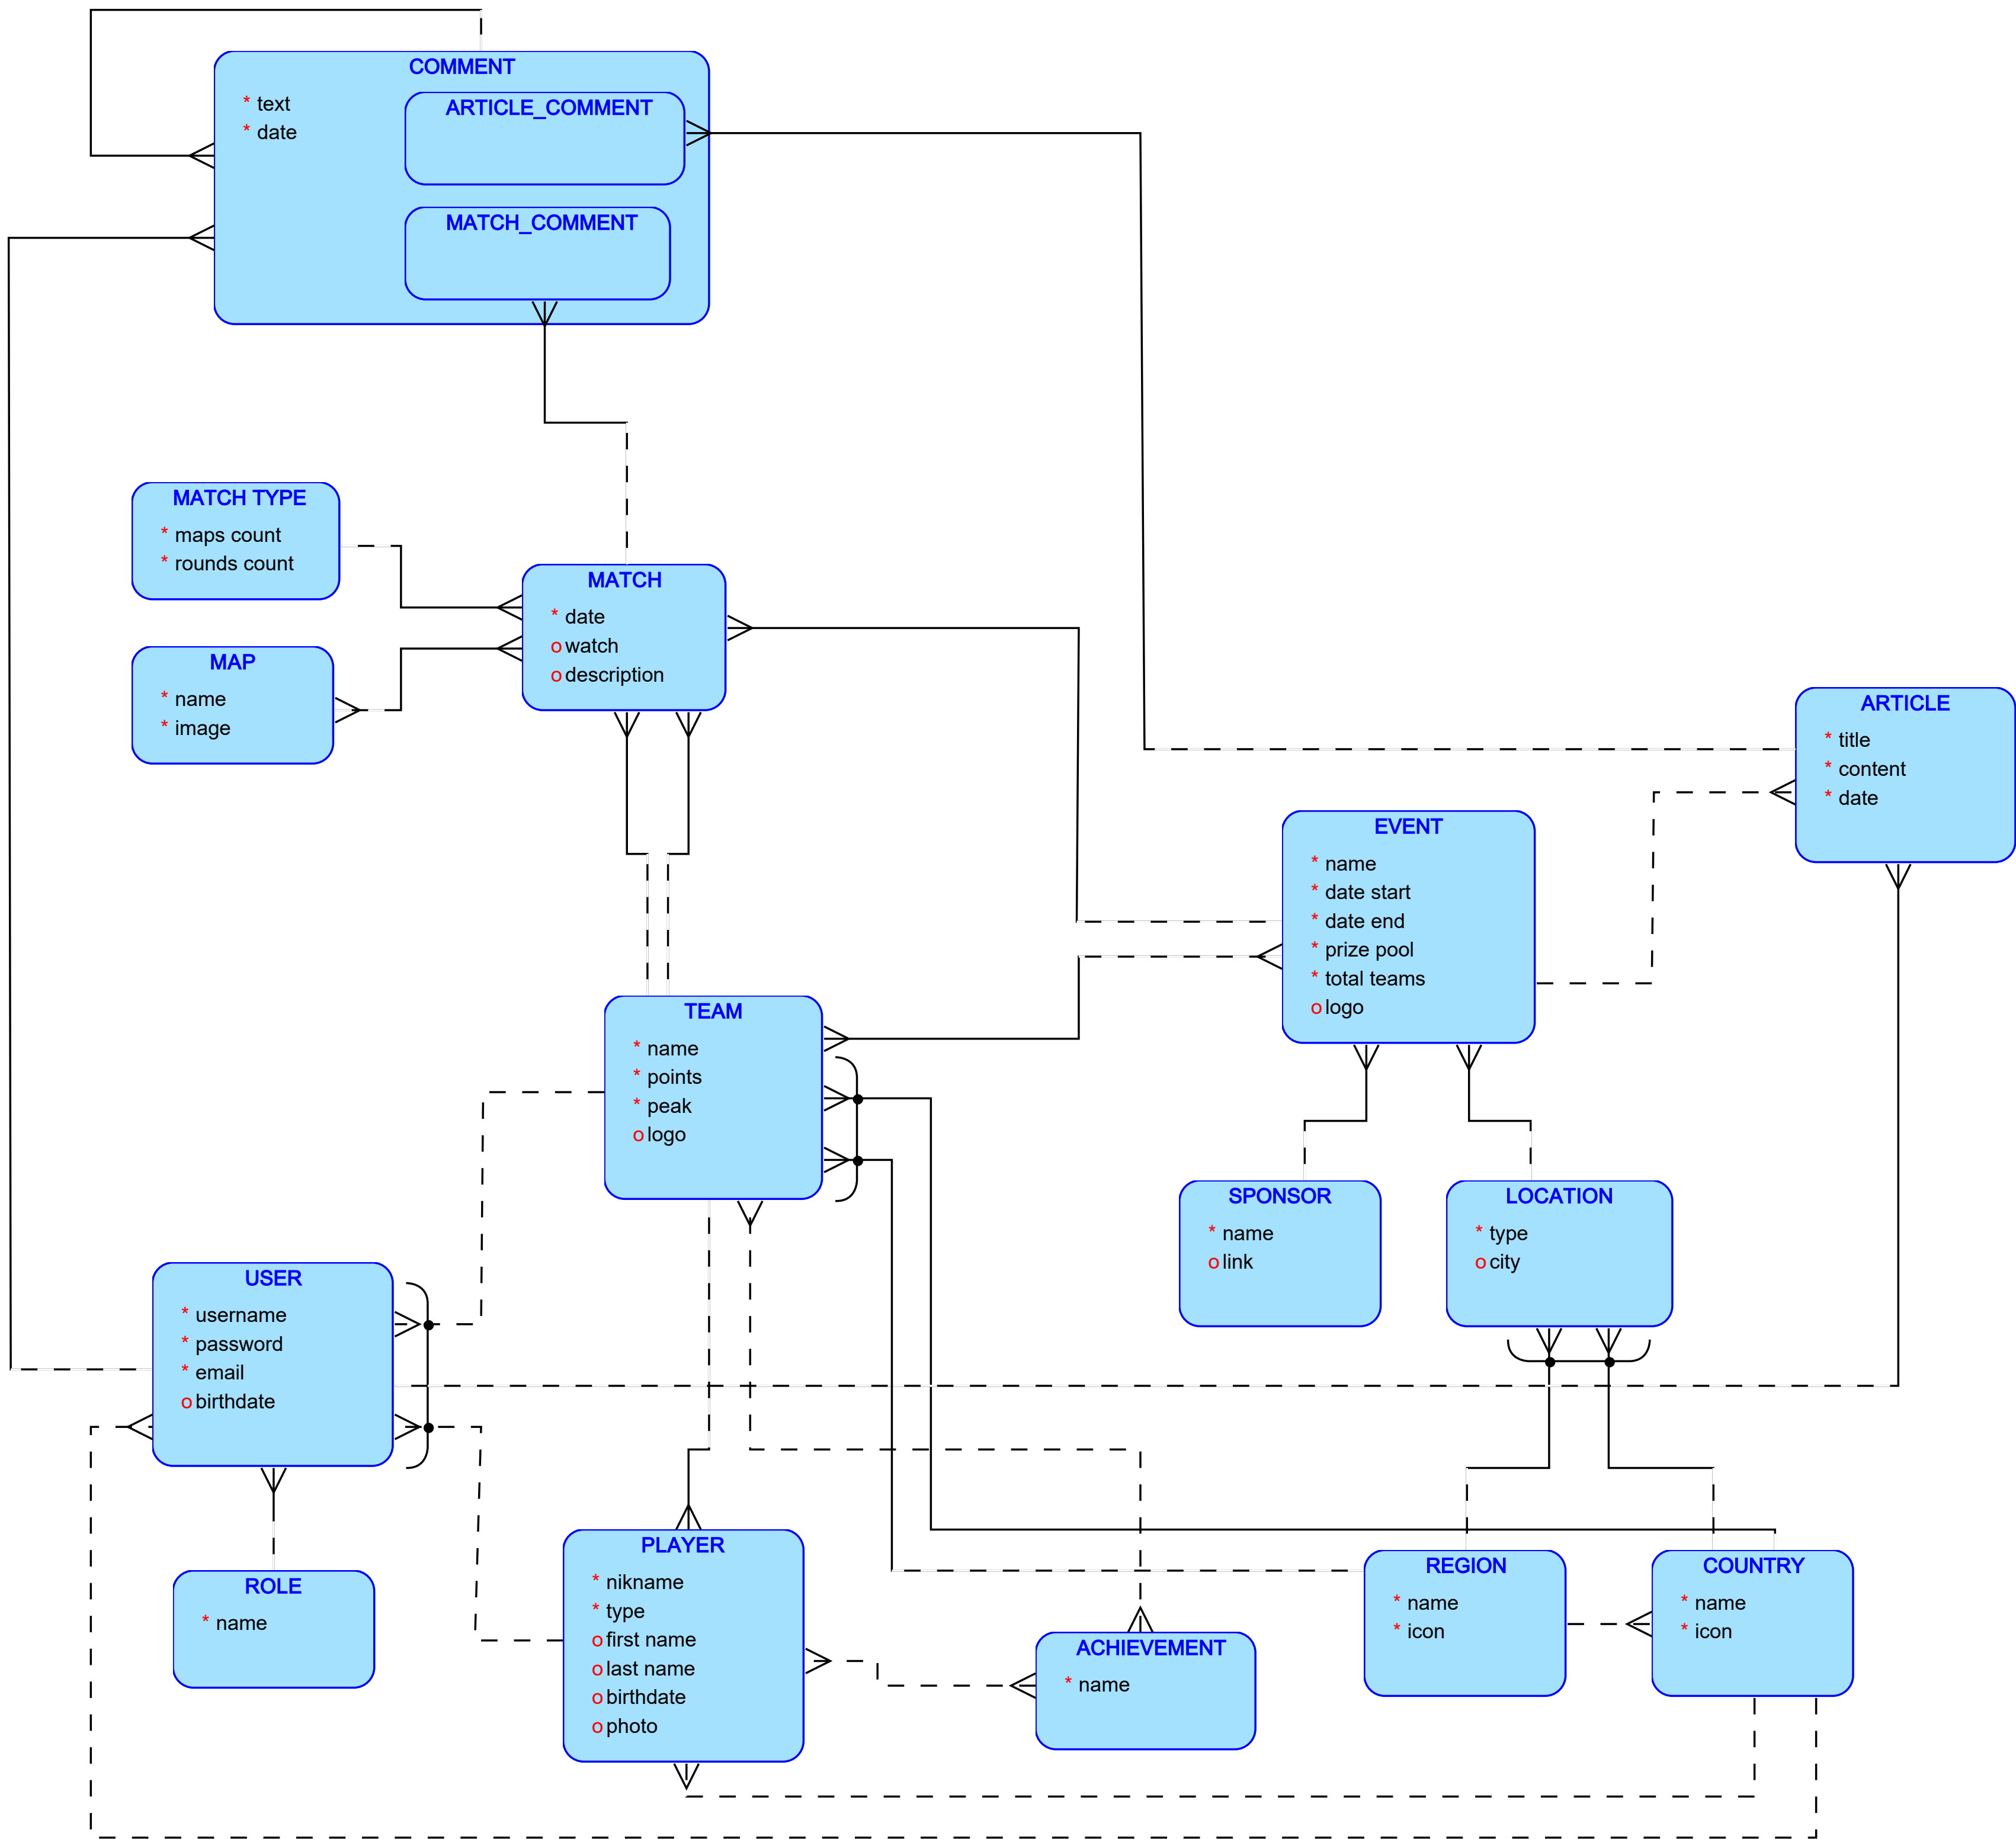 COMMENT
* text
* date
ARTICLE_COMMENT
MATCH_COMMENT
MATCH TYPE
* maps count
* rounds count
MATCH
* date
o watch
o description
MAP
* name
* image
ARTICLE
* title
* content
* date
EVENT
* name
* date start
* date end
* prize pool
* total teams
o logo
TEAM
* name
* points
* peak
o logo
SPONSOR
* name
o link
LOCATION
* type
o city
USER
* username
* password
* email
o birthdate
ROLE
* name
PLAYER
* nikname
* type
o first name
o last name
o birthdate
o photo
ACHIEVEMENT
* name
REGION
* name
* icon
COUNTRY
* name
* icon